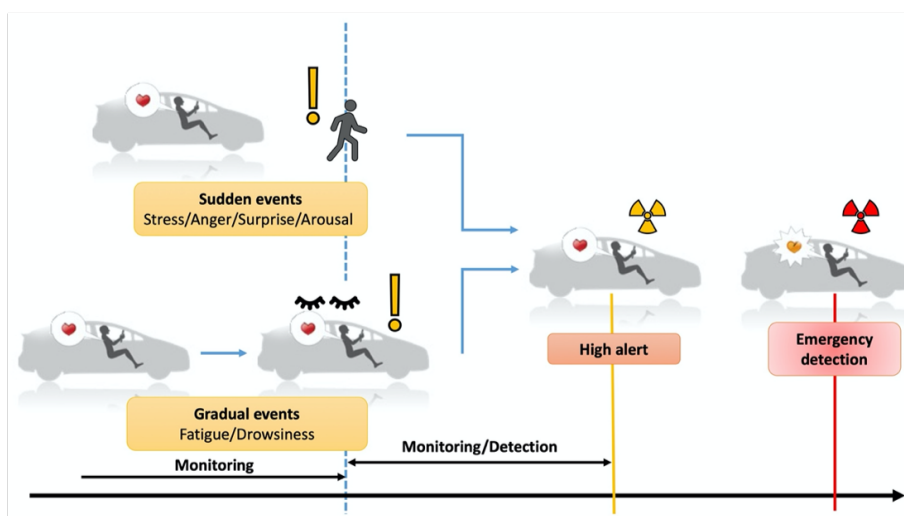 Sudden events
Stress/Anger/Surprise/Arousal
High alert
Emergency
detection
Gradual events
Fatigue/Drowsiness
Monitoring
Monitoring/Detection